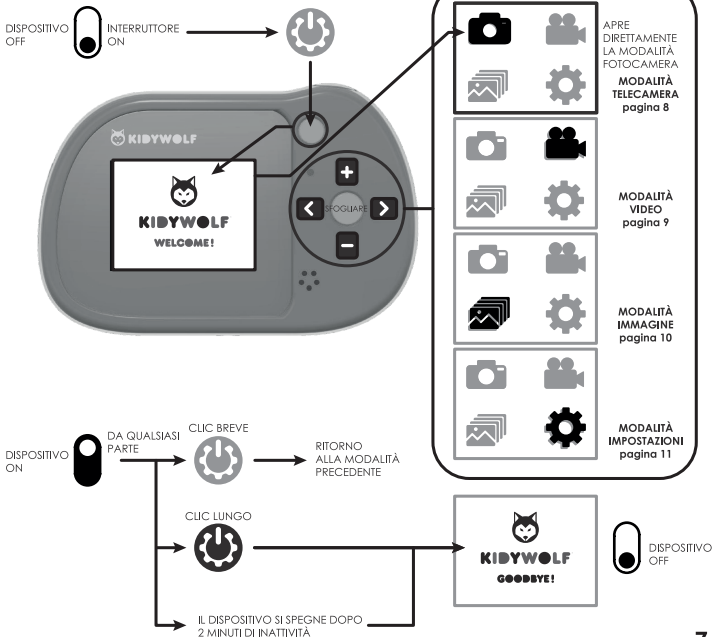 DISPOSITIVO
OFF
INTERRUTTORE
ON
KIDYWOLF
KIDYWOLF
WELCOME!
SFOGLIARE
APRE
DIRETTAMENTE
LA MODALITÀ
FOTOCAMERA
MODALITÀ
TELECAMERA
pagina 8
MODALITÀ
VIDEO
pagina 9
MODALITÀ
IMMAGINE
pagina 10
MODALITÀ
IMPOSTAZIONI
pagina 11
DISPOSITIVO
ON
DA QUALSIASI
PARTE
CLIC BREVE
RITORNO
ALLA MODALITÀ
PRECEDENTE
CLIC LUNGO
KIDYWOLF
GOODBYE!
DISPOSITIVO
OFF
IL DISPOSITIVO SI SPEGNE DOPO
2 MINUTI DI INATTIVITÀ